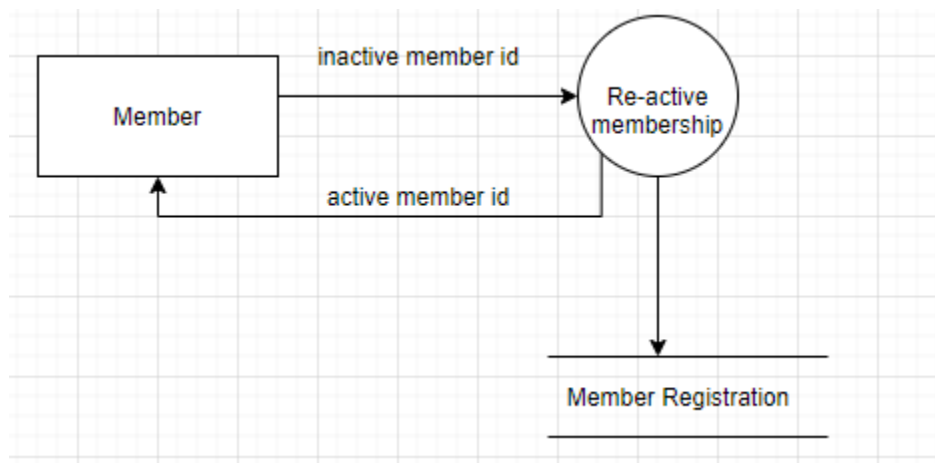 inactive member id
Member
Re-active
membership
active member id
Member Registration